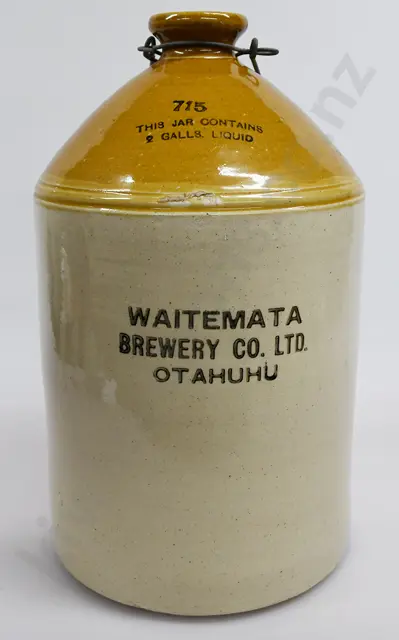 715
THIS JAR CONTAINS
2 GALLS. LIQUID
WAITEMATA
BREWERY CO. LTD.
OTAHUHU